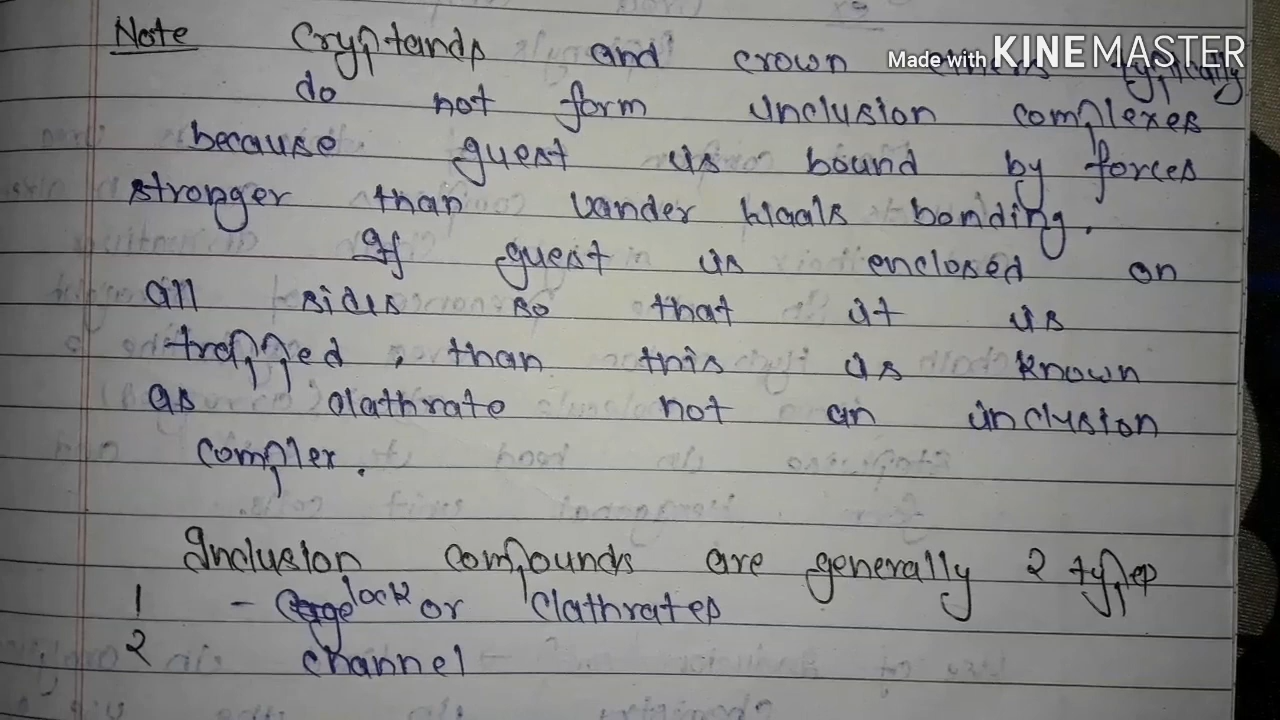 Note Cryptands and crown ethers typically
Made with KINEMASTER
do not form inclusion complexes
because guest is bound by forces
stronger than vander Waals bonding.
If guest is enclosed on
all sides so that it is
trapped, than this is known
as clathrate not an inclusion
complex.
Inclusion compounds are generally 2 types
1 - Cage lock or clathrates
2 channel